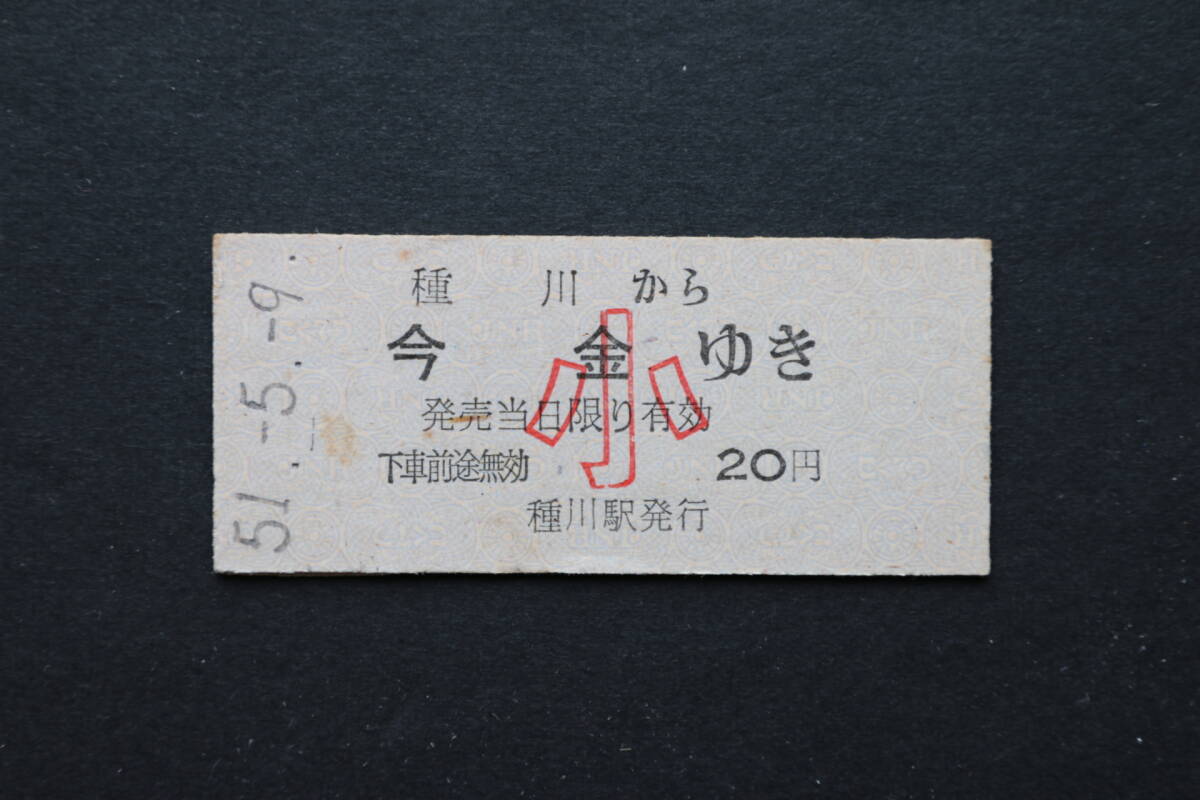 51.-5.-9.
種川から
今金ゆき
小
発売当日限り有効
下車前途無効 20円
種川駅発行